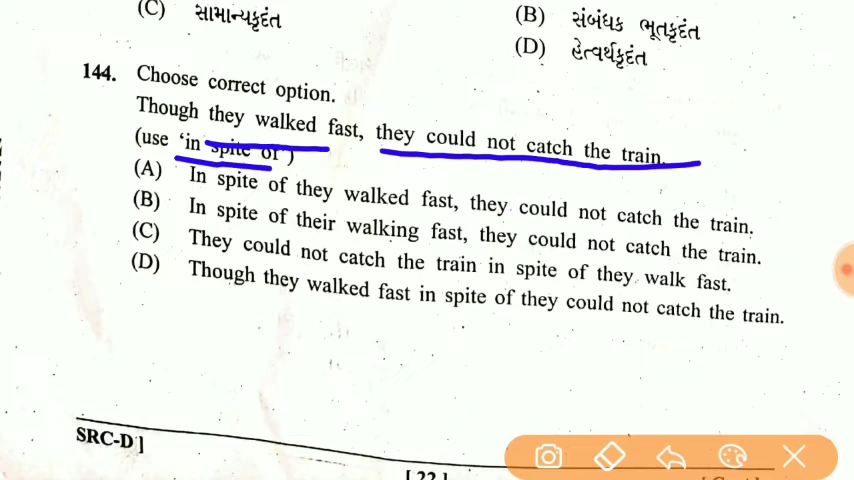 (C) સામાન્યકૃદંત
(B) સંબંધક ભૂતકૃદંત
(D) હેત્વર્થકૃદંત
144. Choose correct option.
Though they walked fast, they could not catch the train.
(use 'in spite of')
(A) In spite of they walked fast, they could not catch the train.
(B) In spite of their walking fast, they could not catch the train.
(C) They could not catch the train in spite of they walk fast.
(D) Though they walked fast in spite of they could not catch the train.
SRC-D ]
[ 22 ]